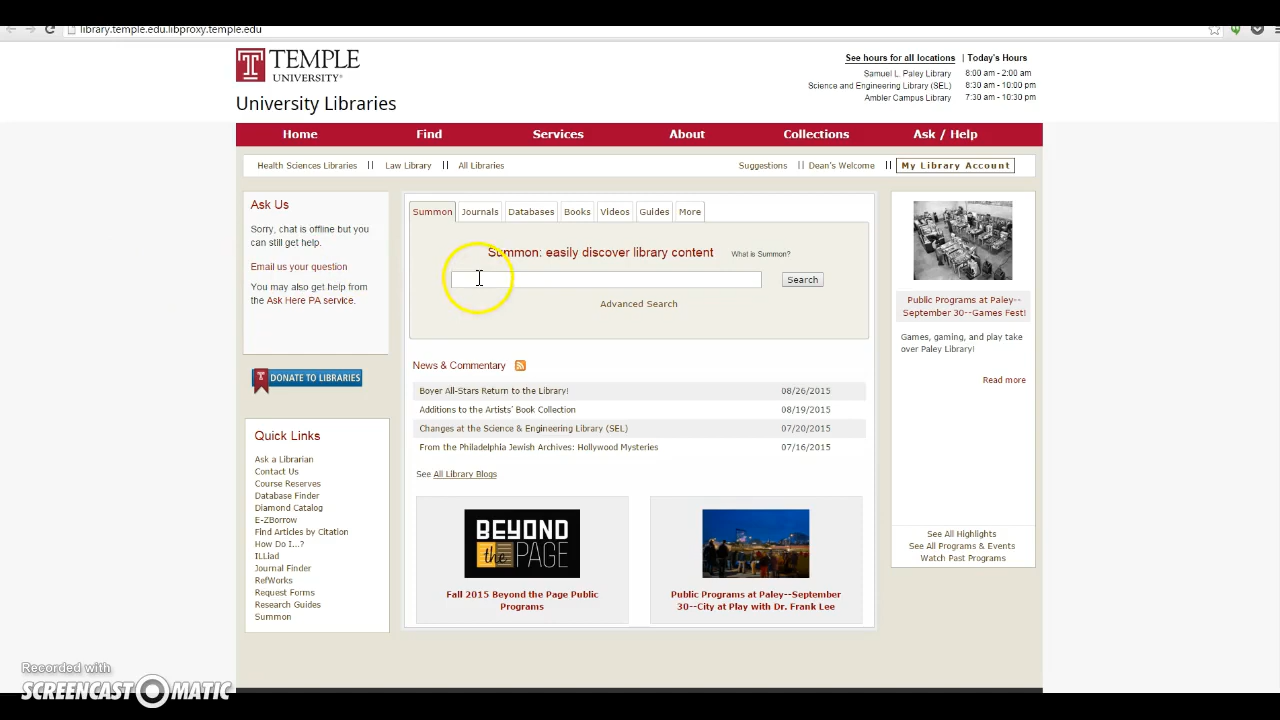 library.temple.edu.libproxy.temple.edu
TEMPLE
UNIVERSITY®
University Libraries
See hours for all locations | Today's Hours
Samuel L. Paley Library 8:00 am - 2:00 am
Science and Engineering Library (SEL) 8:30 am - 10:00 pm
Ambler Campus Library 7:30 am - 10:30 pm
Home Find Services About Collections Ask / Help
Health Sciences Libraries || Law Library || All Libraries
Suggestions || Dean's Welcome || My Library Account
Ask Us
Sorry, chat is offline but you
can still get help.
Email us your question
You may also get help from
the Ask Here PA service.
DONATE TO LIBRARIES
Quick Links
Ask a Librarian
Contact Us
Course Reserves
Database Finder
Diamond Catalog
E-ZBorrow
Find Articles by Citation
How Do I...?
ILLiad
Journal Finder
RefWorks
Request Forms
Research Guides
Summon
Summon Journals Databases Books Videos Guides More
Summon: easily discover library content What is Summon?
Search
Advanced Search
News & Commentary
Boyer All-Stars Return to the Library! 08/26/2015
Additions to the Artists' Book Collection 08/19/2015
Changes at the Science & Engineering Library (SEL) 07/20/2015
From the Philadelphia Jewish Archives: Hollywood Mysteries 07/16/2015
See All Library Blogs
BEYOND
the PAGE
Fall 2015 Beyond the Page Public
Programs
Public Programs at Paley--September
30--City at Play with Dr. Frank Lee
Public Programs at Paley--
September 30--Games Fest!
Games, gaming, and play take
over Paley Library!
Read more
See All Highlights
See All Programs & Events
Watch Past Programs
Recorded with
SCREENCAST-O-MATIC